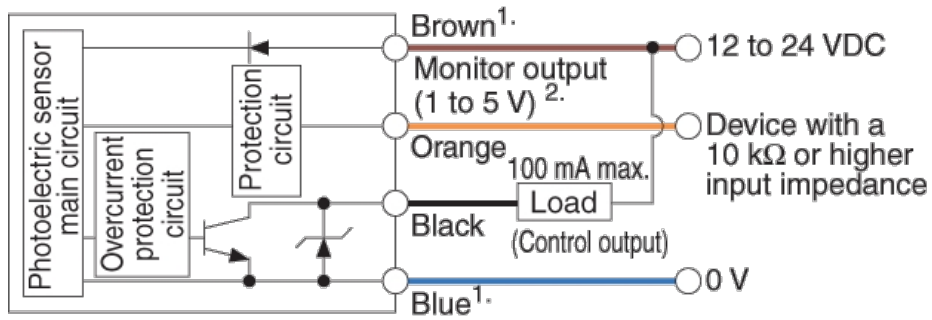 Brown1.
12 to 24 VDC
Photoelectric sensor
main circuit
Monitor output
(1 to 5 V) 2.
Protection
circuit
Orange
Device with a
10 kΩ or higher
input impedance
Overcurrent
protection
circuit
100 mA max.
Load
Black
(Control output)
Blue1.
0 V